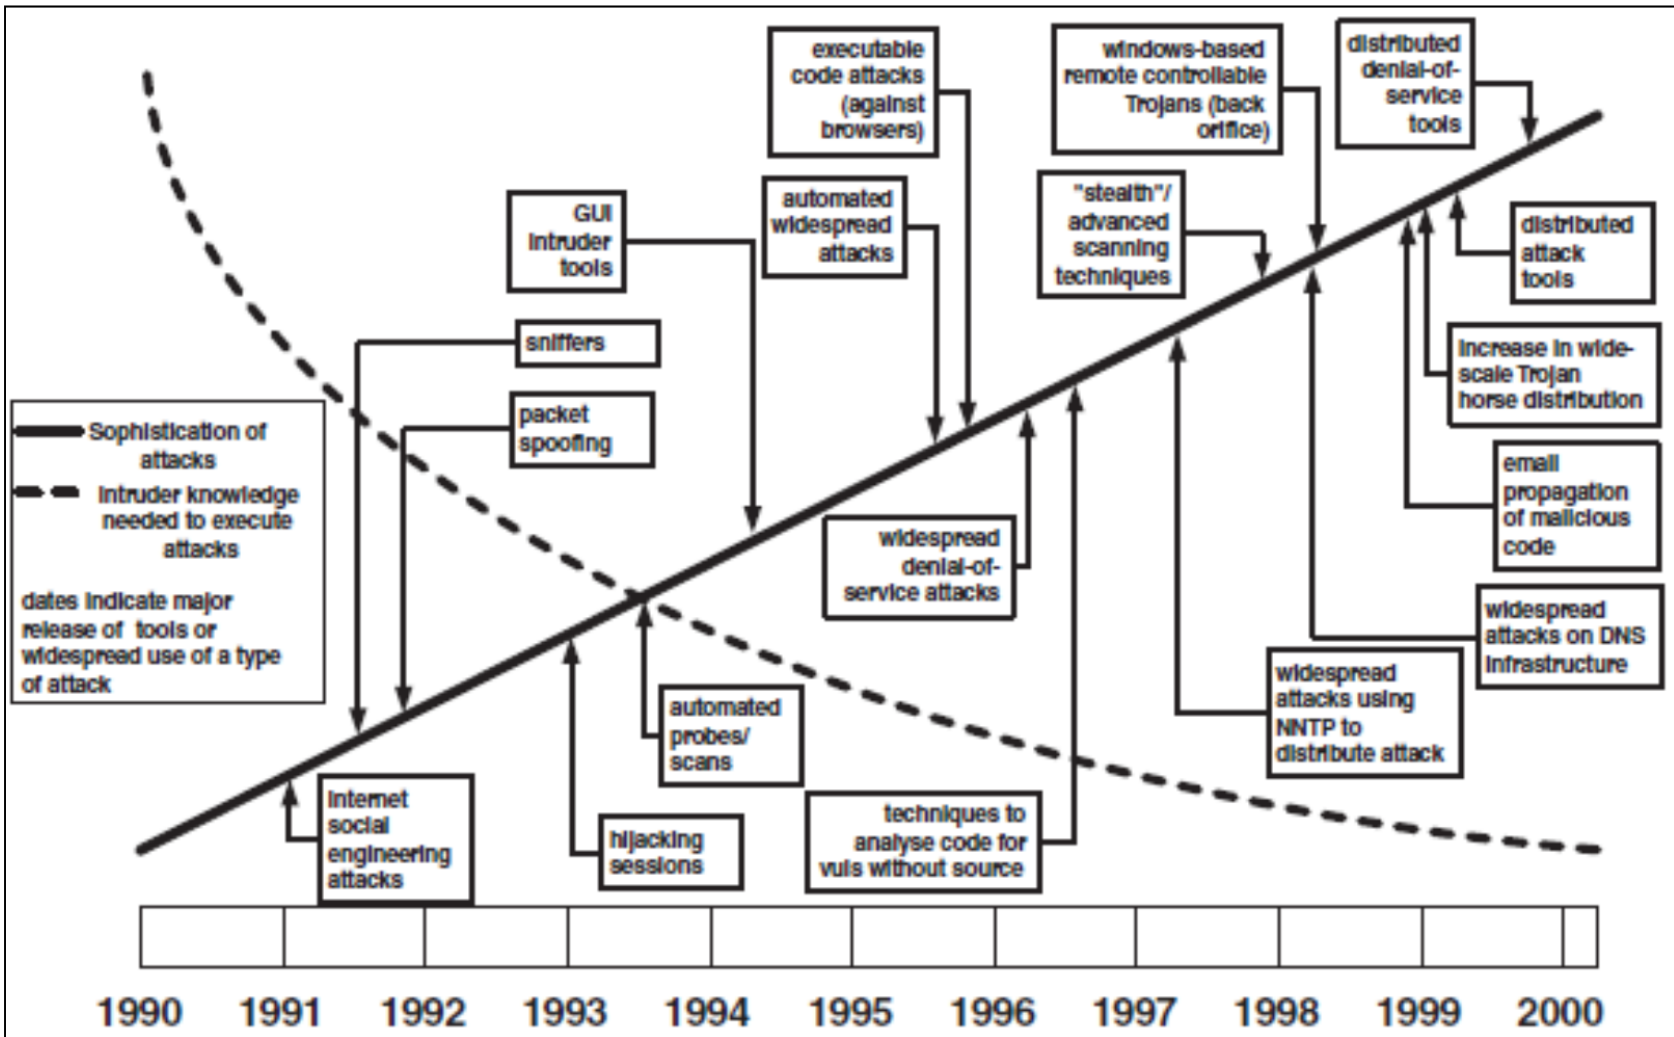 executable
code attacks
(against
browsers)
windows-based
remote controllable
Trojans (back
orifice)
distributed
denial-of-
service
tools
automated
widespread
attacks
"stealth"/
advanced
scanning
techniques
GUI
intruder
tools
distributed
attack
tools
sniffers
increase in wide-
scale Trojan
horse distribution
packet
spoofing
Sophistication of
attacks
Intruder knowledge
needed to execute
attacks
dates indicate major
release of tools or
widespread use of a type
of attack
email
propagation
of malicious
code
widespread
denial-of-
service attacks
widespread
attacks on DNS
infrastructure
widespread
attacks using
NNTP to
distribute attack
automated
probes/
scans
internet
social
engineering
attacks
hijacking
sessions
techniques to
analyse code for
vuls without source
1990 1991 1992 1993 1994 1995 1996 1997 1998 1999 2000